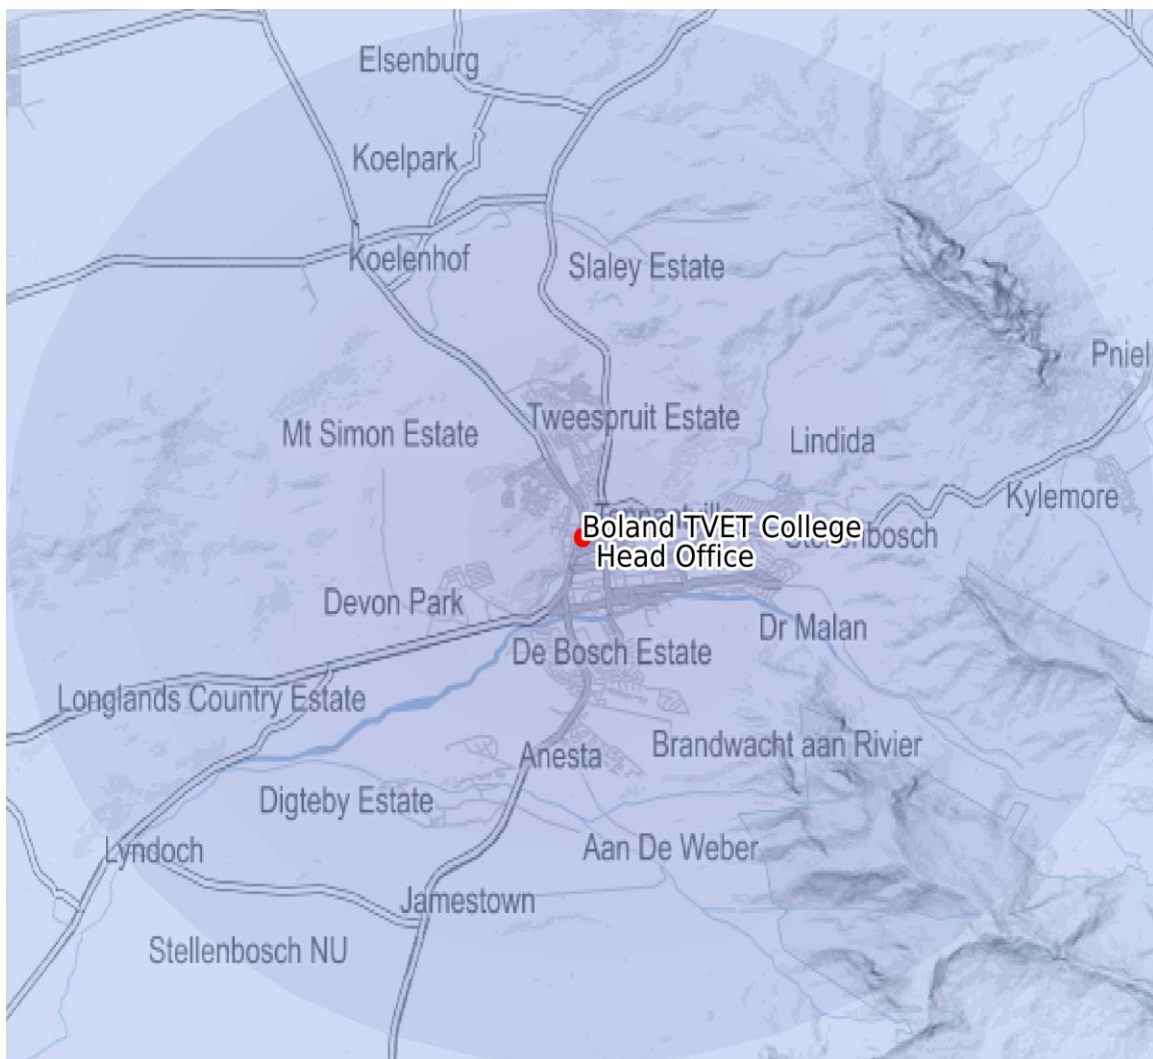 Elsenburg
Koelpark
Koelenhof
Slaley Estate
Pniel
Tweespruit Estate
Mt Simon Estate
Lindida
Kylemore
Boland TVET College
Head Office
Devon Park
Dr Malan
De Bosch Estate
Longlands Country Estate
Brandwacht aan Rivier
Anesta
Digteby Estate
Aan De Weber
Lyndoch
Jamestown
Stellenbosch NU